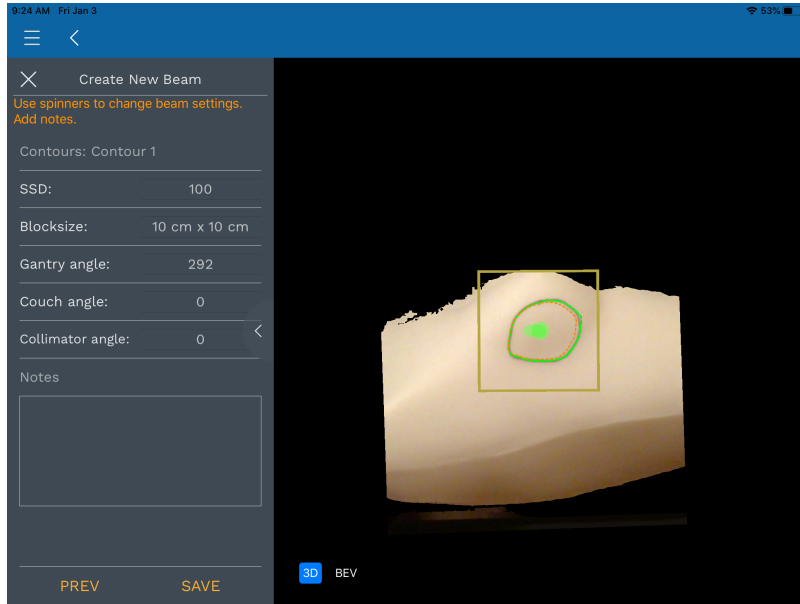 9:24 AM Fri Jan 3
53%
Create New Beam
Use spinners to change beam settings.
Add notes.
Contours: Contour 1
SSD: 100
Blocksize: 10 cm x 10 cm
Gantry angle: 292
Couch angle: 0
Collimator angle: 0
Notes
PREV SAVE
3D BEV